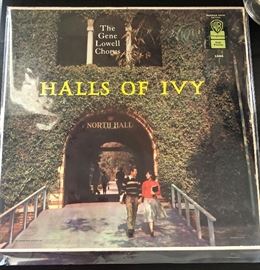 The
Gene
Lowell
Chorus
HALLS OF IVY
NORTH HALL